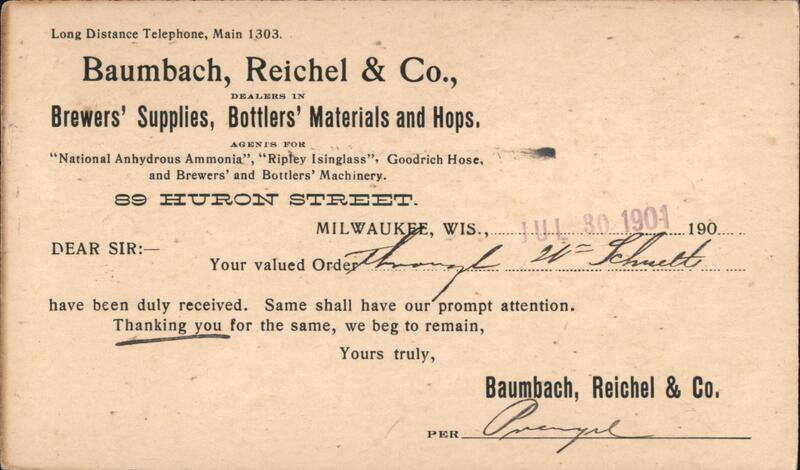 Long Distance Telephone, Main 1303.
Baumbach, Reichel & Co.,
DEALERS IN
Brewers' Supplies, Bottlers' Materials and Hops.
AGENTS FOR
"National Anhydrous Ammonia", "Ripley Isinglass", Goodrich Hose,
and Brewers' and Bottlers' Machinery.
89 HURON STREET.
MILWAUKEE, WIS., JUL 30 1901 190
DEAR SIR:—
Your valued Order through Schuette
have been duly received. Same shall have our prompt attention.
Thanking you for the same, we beg to remain,
Yours truly,
Baumbach, Reichel & Co.
PER